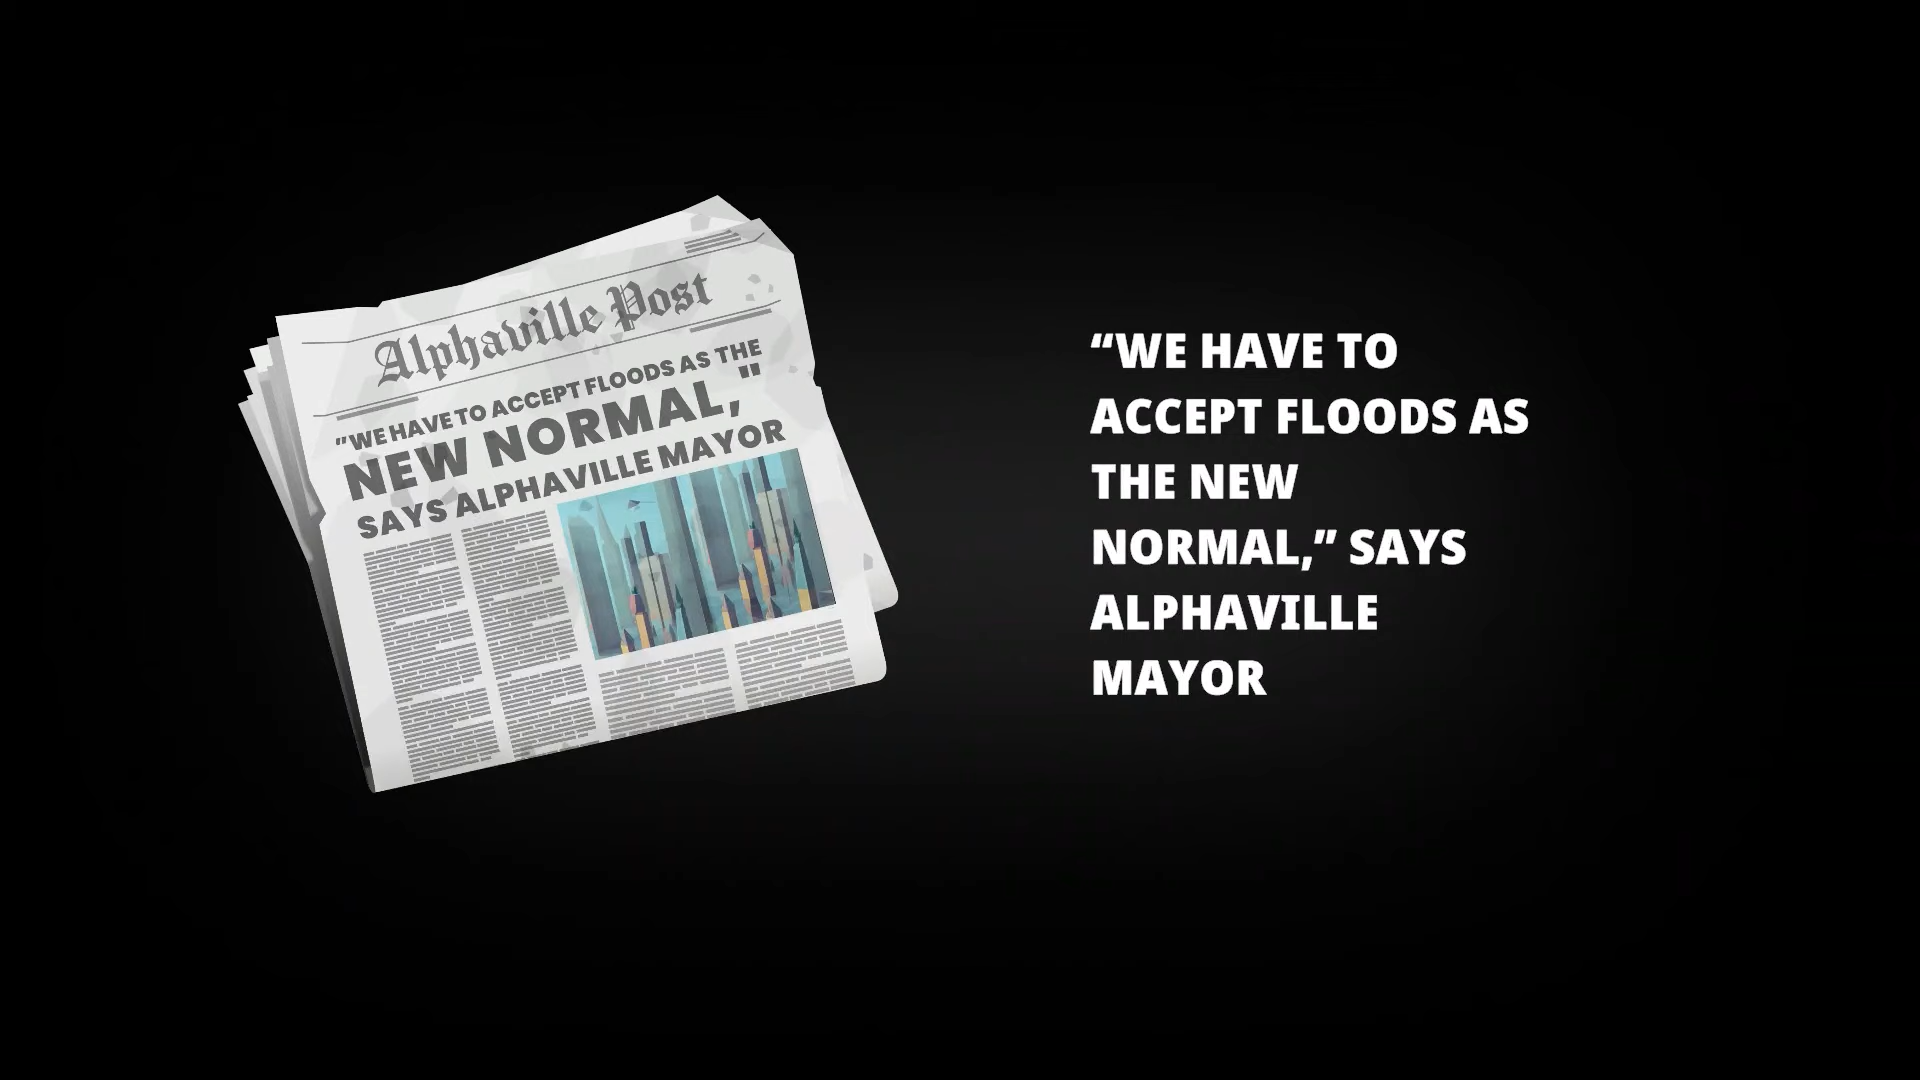 Alphaville Post
"WE HAVE TO ACCEPT FLOODS AS THE
NEW NORMAL,"
SAYS ALPHAVILLE MAYOR
“WE HAVE TO
ACCEPT FLOODS AS
THE NEW
NORMAL,” SAYS
ALPHAVILLE
MAYOR